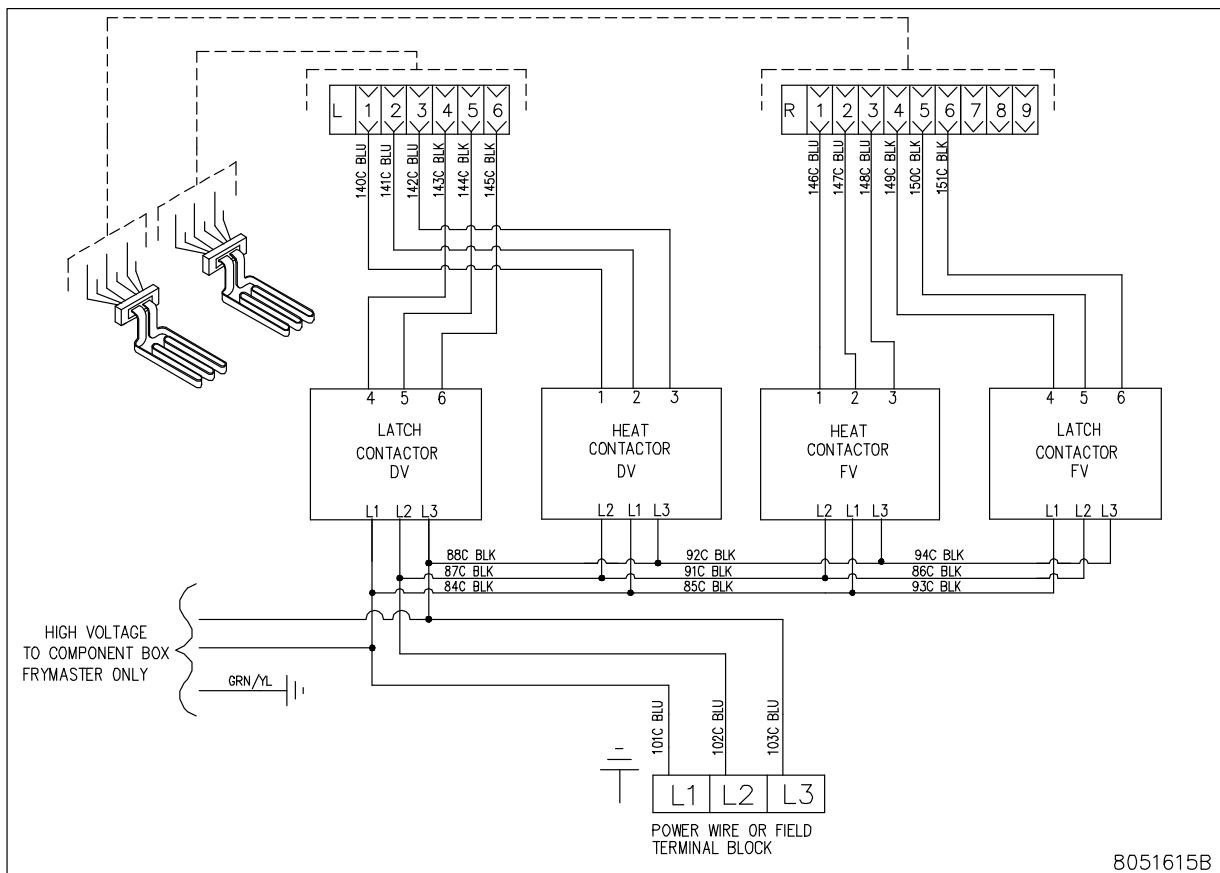 L 1 2 3 4 5 6
R 1 2 3 4 5 6 7 8 9
140C BLU
141C BLU
142C BLU
143C BLK
144C BLK
145C BLK
146C BLU
147C BLU
148C BLU
149C BLK
150C BLK
151C BLK
4 5 6
LATCH
CONTACTOR
DV
L1 L2 L3
1 2 3
HEAT
CONTACTOR
DV
L2 L1 L3
1 2 3
HEAT
CONTACTOR
FV
L2 L1 L3
4 5 6
LATCH
CONTACTOR
FV
L1 L2 L3
88C BLK 92C BLK 94C BLK
87C BLK 91C BLK 86C BLK
84C BLK 85C BLK 93C BLK
HIGH VOLTAGE
TO COMPONENT BOX
FRYMASTER ONLY
GRN/YL
101C BLU
102C BLU
103C BLU
L1 L2 L3
POWER WIRE OR FIELD
TERMINAL BLOCK
8051615B